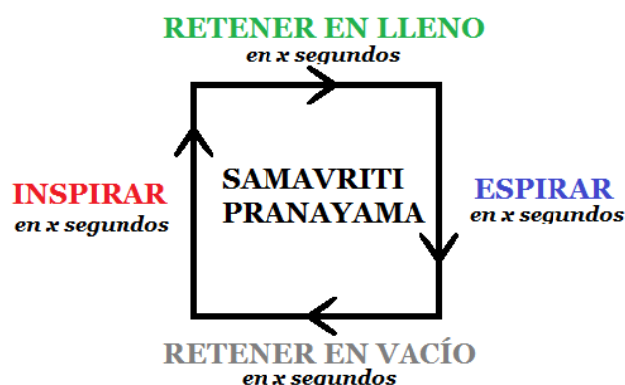 RETENER EN LLENO
en x segundos
SAMAVRITI
PRANAYAMA
INSPIRAR
en x segundos
ESPIRAR
en x segundos
RETENER EN VACÍO
en x segundos